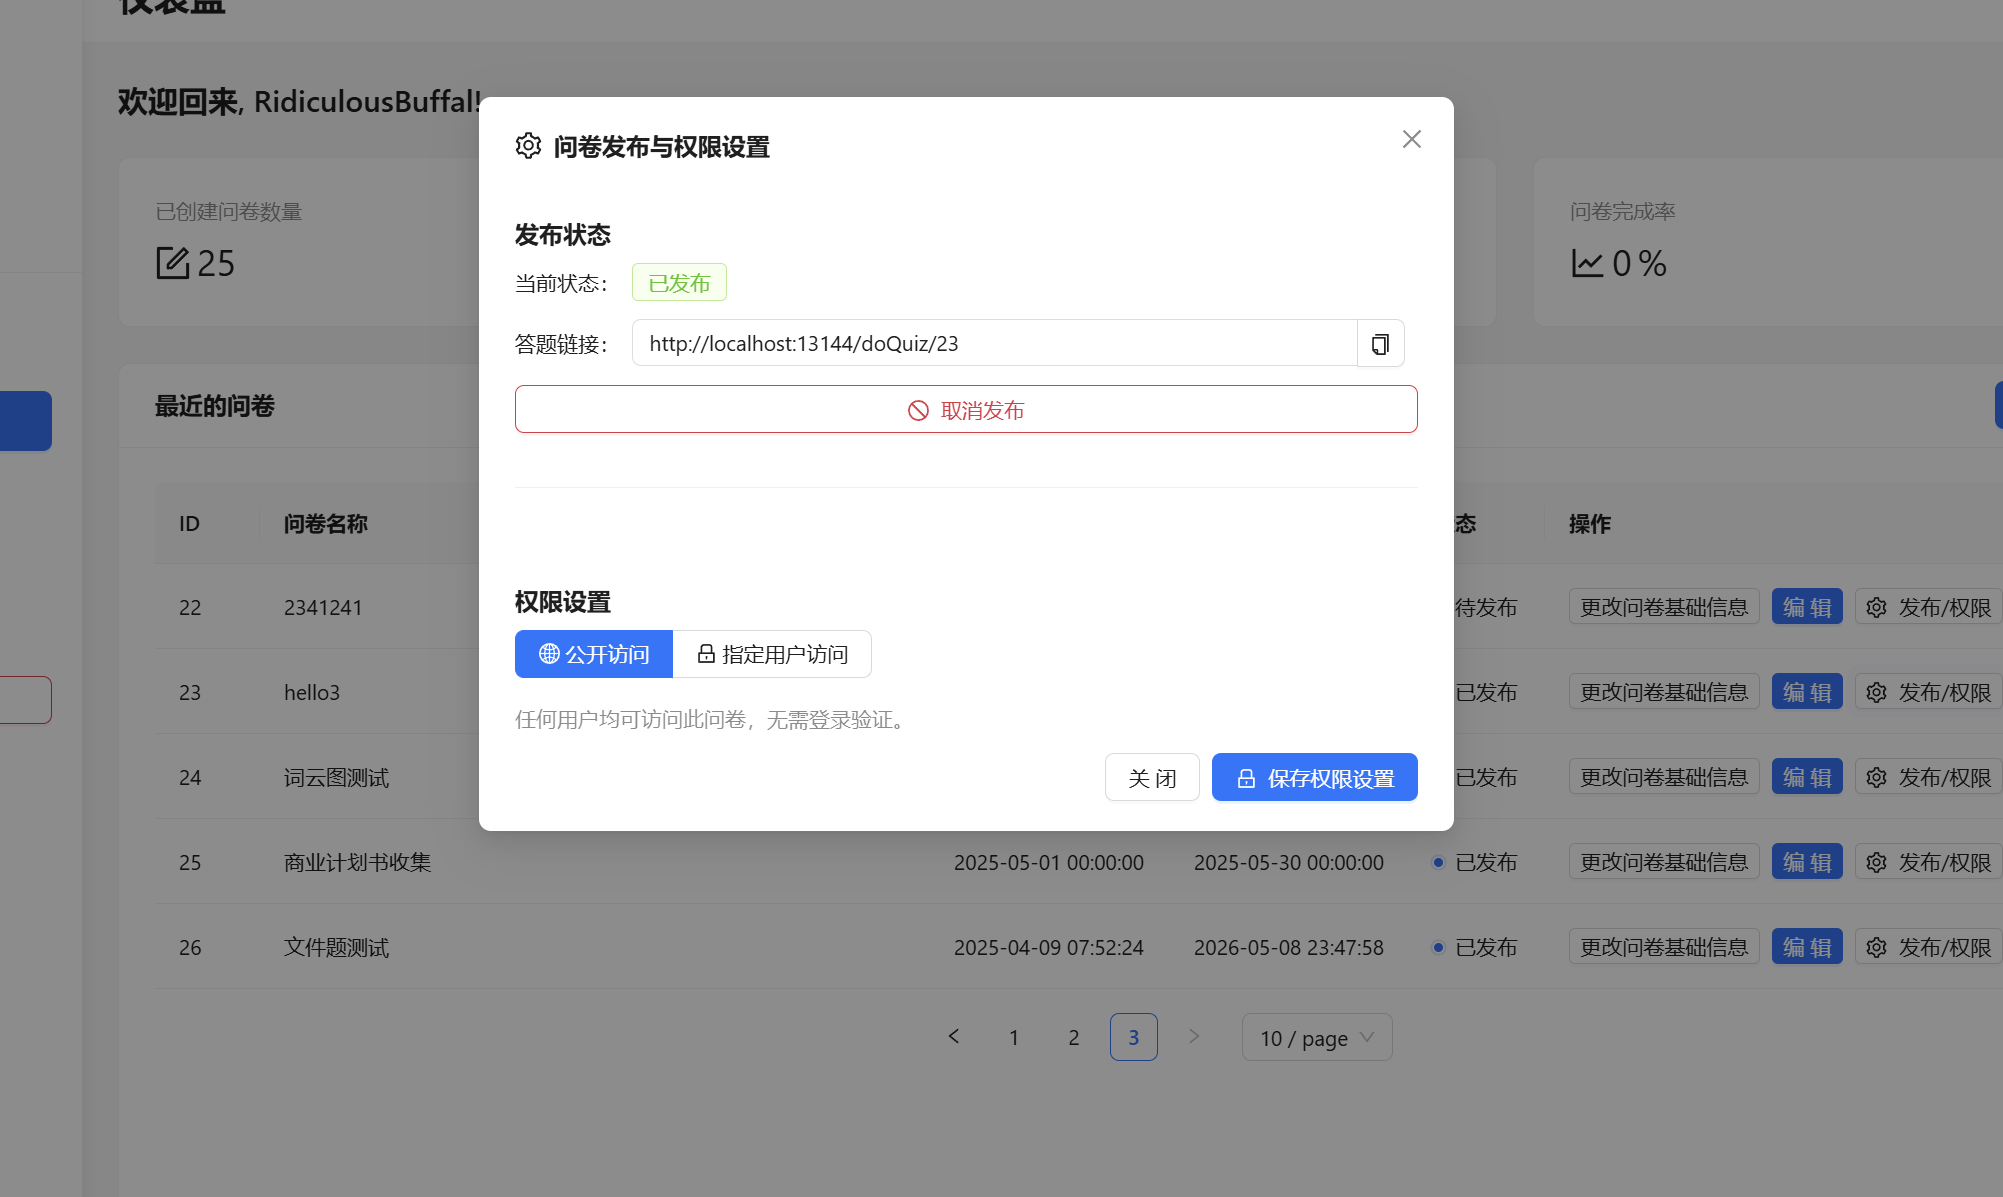 欢迎回来, RidiculousBuffal!
已创建问卷数量
25
问卷完成率
0 %
最近的问卷
ID 问卷名称 态 操作
22 2341241 待发布 更改问卷基础信息 编 辑 发布/权限
23 hello3 已发布 更改问卷基础信息 编 辑 发布/权限
24 词云图测试 已发布 更改问卷基础信息 编 辑 发布/权限
25 商业计划书收集 2025-05-01 00:00:00 2025-05-30 00:00:00 已发布 更改问卷基础信息 编 辑 发布/权限
26 文件题测试 2025-04-09 07:52:24 2026-05-08 23:47:58 已发布 更改问卷基础信息 编 辑 发布/权限
1 2 3 10 / page
问卷发布与权限设置
发布状态
当前状态： 已发布
答题链接： http://localhost:13144/doQuiz/23
取消发布
权限设置
公开访问 指定用户访问
任何用户均可访问此问卷，无需登录验证。
关 闭 保存权限设置